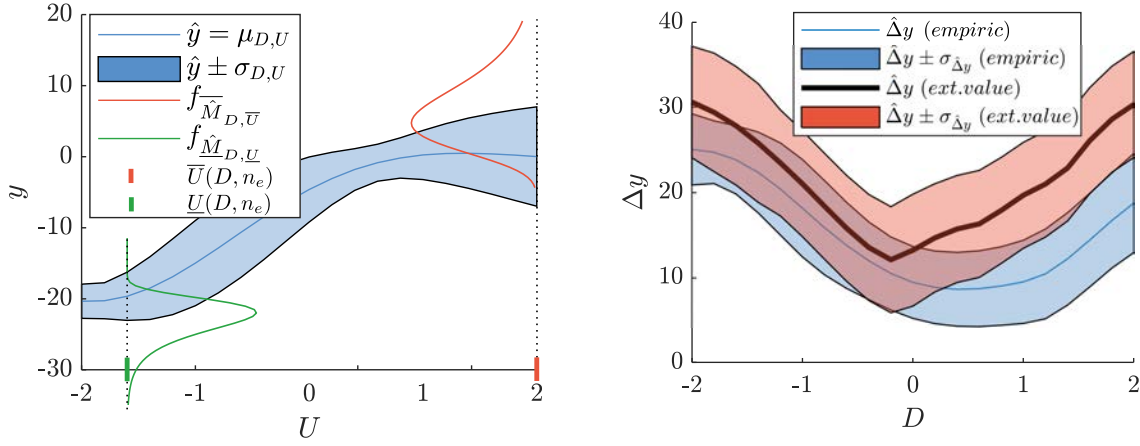 20
10
0
-10
-20
-30
-2
-1
0
1
2
U
y
ŷ = μ_{D,U}
ŷ ± σ_{D,U}
f_{\overline{\hat{M}}_{D,\overline{U}}}
f_{\underline{\hat{M}}_{D,\underline{U}}}
\overline{U}(D, n_e)
\underline{U}(D, n_e)
40
30
20
10
0
-2
-1
0
1
2
D
Δy
Δ̂y (empiric)
Δ̂y ± σ_{Δ̂y} (empiric)
Δ̂y (ext.value)
Δ̂y ± σ_{Δ̂y} (ext.value)